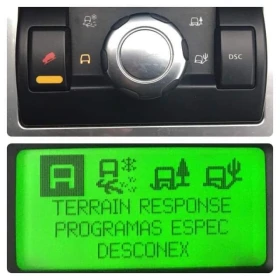 DSC
TERRAIN RESPONSE
PROGRAMAS ESPEC
DESCONEX